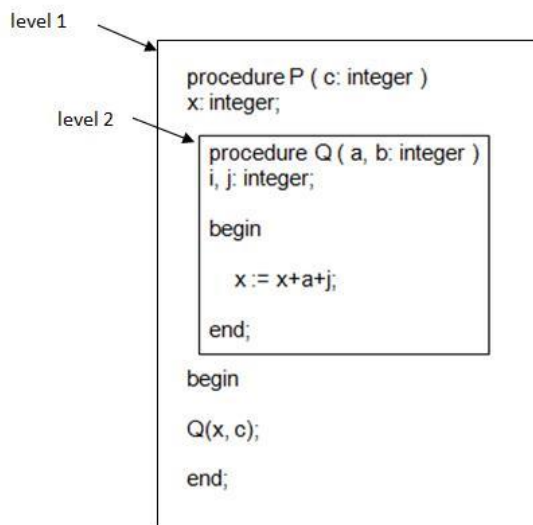 level 1
procedure P ( c: integer )
x: integer;
level 2
procedure Q ( a, b: integer )
i, j: integer;
begin
x := x+a+j;
end;
begin
Q(x, c);
end;